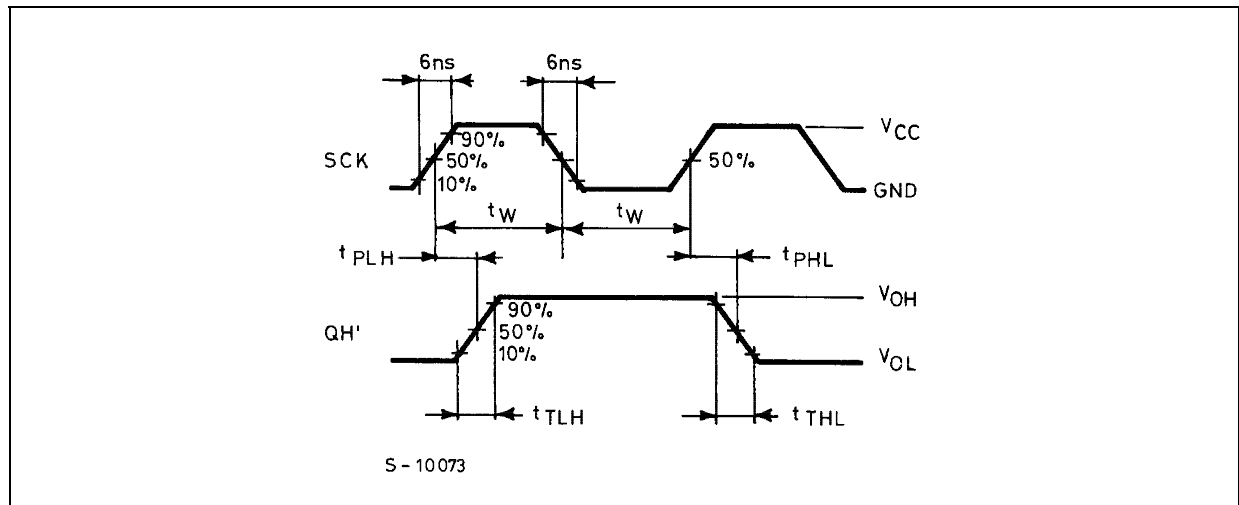 6ns 6ns
90%
SCK 50% 50% VCC
10% GND
tW tW
tPLH tPHL
90% VOH
QH' 50%
10% VOL
tTLH tTHL
S-10073